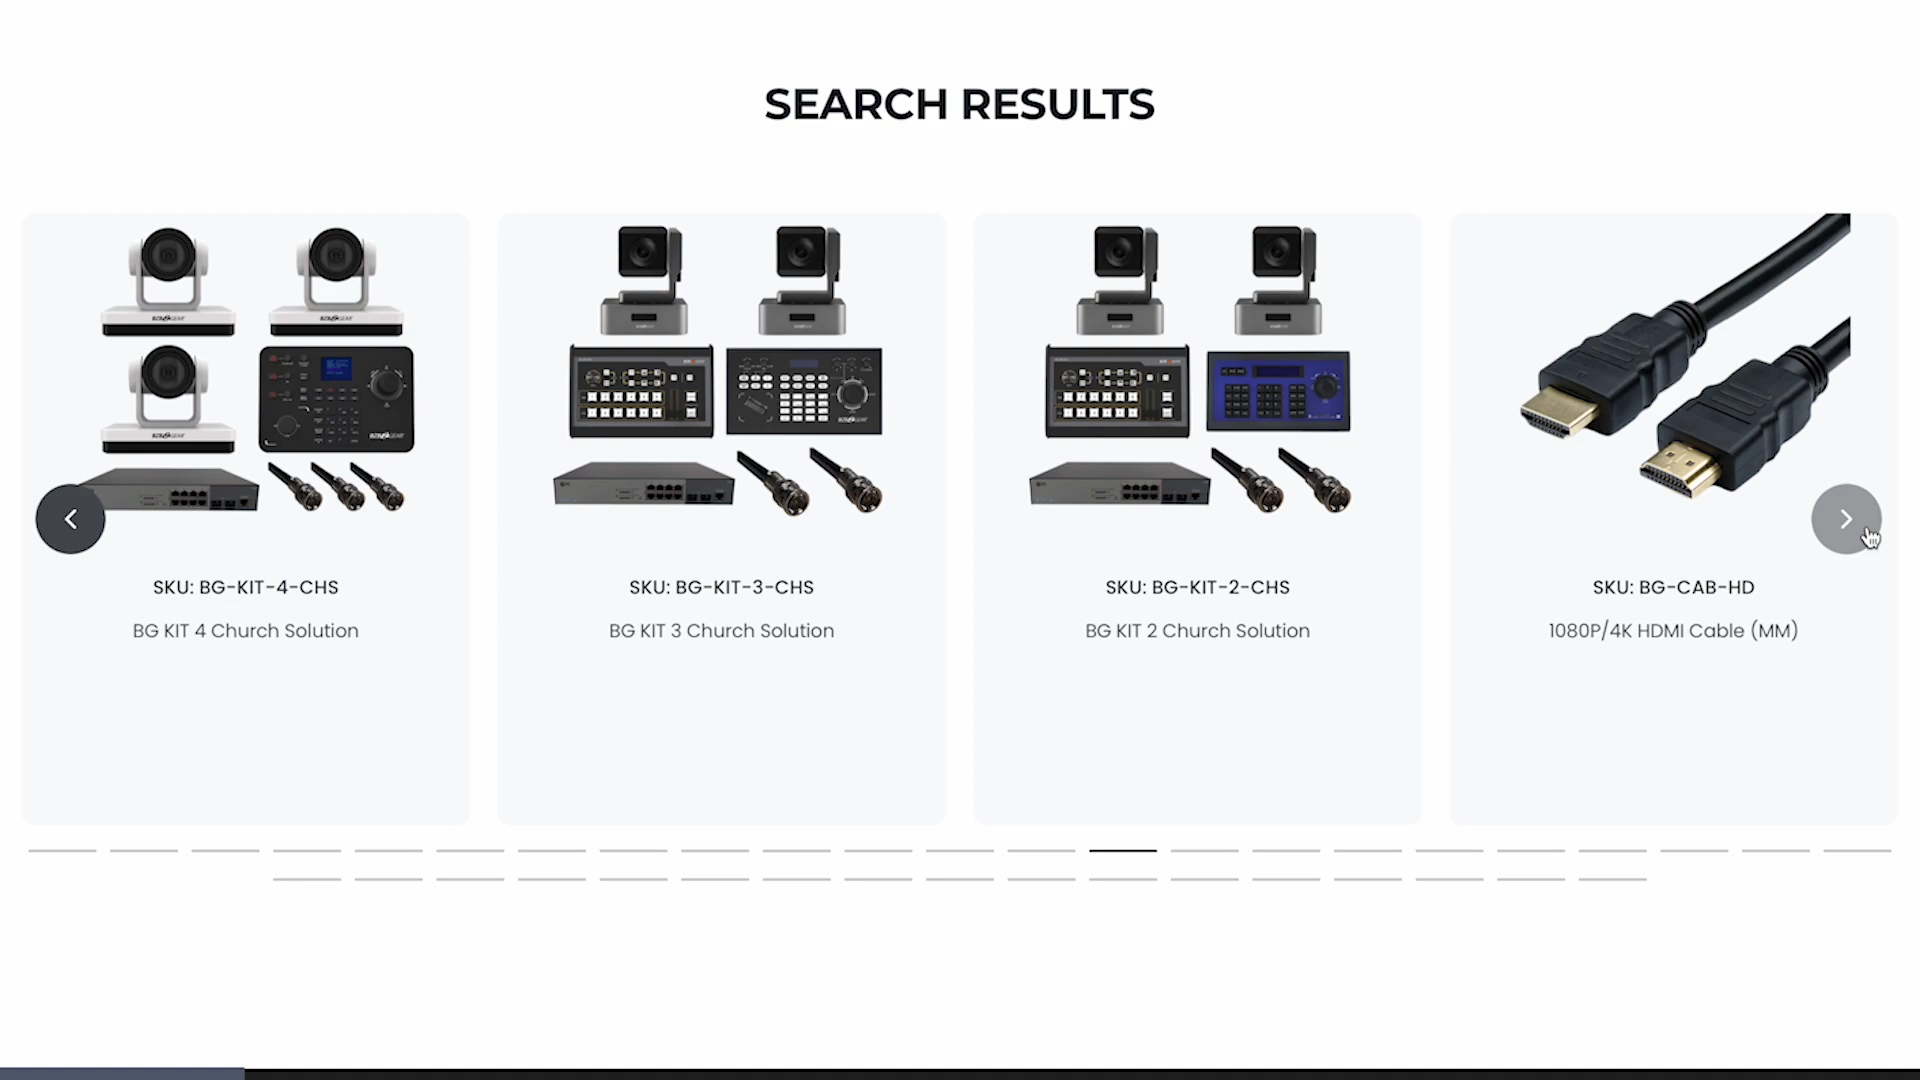 SEARCH RESULTS
SKU: BG-KIT-4-CHS
BG KIT 4 Church Solution
SKU: BG-KIT-3-CHS
BG KIT 3 Church Solution
SKU: BG-KIT-2-CHS
BG KIT 2 Church Solution
SKU: BG-CAB-HD
1080P/4K HDMI Cable (MM)